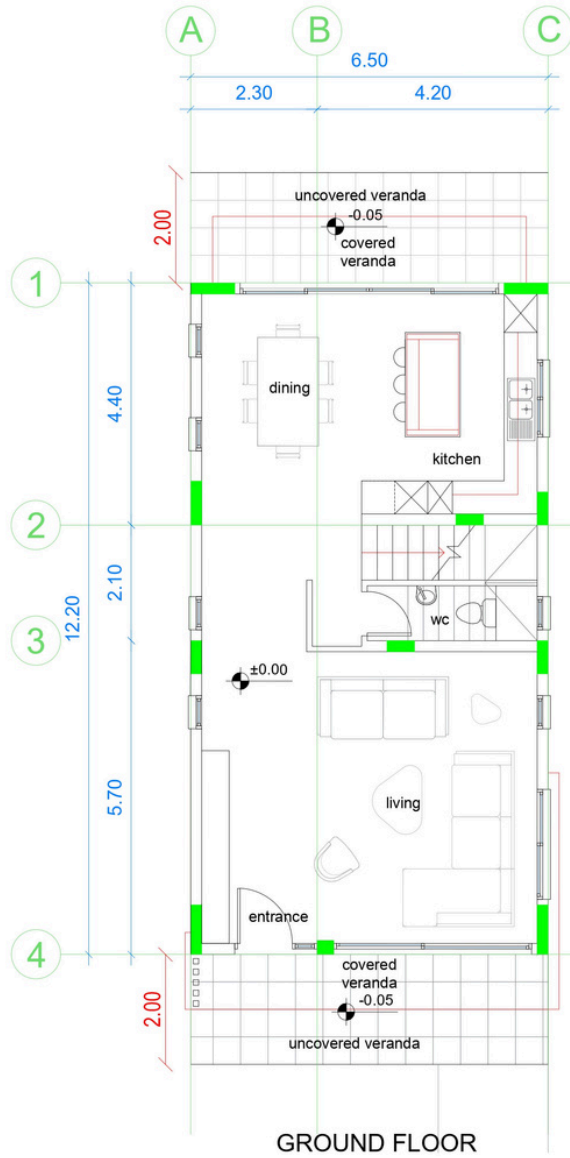 A
B
C
6.50
2.30
4.20
2.00
uncovered veranda
-0.05
covered
veranda
1
4.40
dining
kitchen
2
2.10
12.20
wc
3
±0.00
5.70
living
entrance
4
covered
veranda
-0.05
2.00
uncovered veranda
GROUND FLOOR